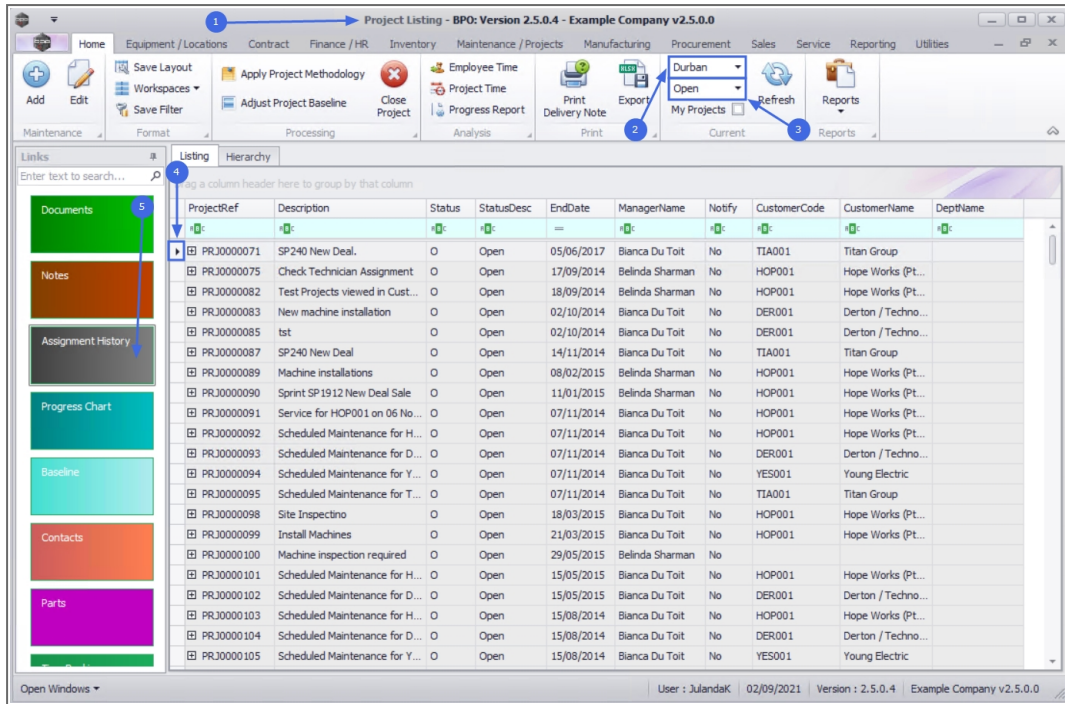 1
Project Listing - BPO: Version 2.5.0.4 - Example Company v2.5.0.0
Home Equipment / Locations Contract Finance / HR Inventory Maintenance / Projects Manufacturing Procurement Sales Service Reporting Utilities
Add Edit Save Layout Workspaces Save Filter
Apply Project Methodology Adjust Project Baseline Close Project
Employee Time Project Time Progress Report
Print Delivery Note Export
2 Durban Open My Projects Refresh 3 Reports
Maintenance Format Processing Analysis Print Current Reports
Links Listing Hierarchy
Enter text to search... 4 Drag a column header here to group by that column
Documents 5
Notes
Assignment History
Progress Chart
Baseline
Contacts
Parts
ProjectRef Description Status StatusDesc EndDate ManagerName Notify CustomerCode CustomerName DeptName
PRJ0000071 SP240 New Deal. O Open 05/06/2017 Bianca Du Toit No TIA001 Titan Group
PRJ0000075 Check Technician Assignment O Open 17/09/2014 Belinda Sharman No HOP001 Hope Works (Pt...
PRJ0000082 Test Projects viewed in Cust... O Open 18/09/2014 Belinda Sharman No HOP001 Hope Works (Pt...
PRJ0000083 New machine installation O Open 02/10/2014 Bianca Du Toit No DER001 Derton / Techno...
PRJ0000085 tst O Open 02/10/2014 Bianca Du Toit No DER001 Derton / Techno...
PRJ0000087 SP240 New Deal O Open 14/11/2014 Bianca Du Toit No TIA001 Titan Group
PRJ0000089 Machine installations O Open 08/02/2015 Bianca Du Toit No HOP001 Hope Works (Pt...
PRJ0000090 Sprint SP1912 New Deal Sale O Open 11/01/2015 Belinda Sharman No HOP001 Hope Works (Pt...
PRJ0000091 Service for HOP001 on 06 No... O Open 07/11/2014 Bianca Du Toit No HOP001 Hope Works (Pt...
PRJ0000092 Scheduled Maintenance for H... O Open 07/11/2014 Bianca Du Toit No HOP001 Hope Works (Pt...
PRJ0000093 Scheduled Maintenance for D... O Open 07/11/2014 Bianca Du Toit No DER001 Derton / Techno...
PRJ0000094 Scheduled Maintenance for Y... O Open 07/11/2014 Bianca Du Toit No YES001 Young Electric
PRJ0000095 Scheduled Maintenance for T... O Open 07/11/2014 Bianca Du Toit No TIA001 Titan Group
PRJ0000098 Site Inspectino O Open 18/03/2015 Bianca Du Toit No HOP001 Hope Works (Pt...
PRJ0000099 Install Machines O Open 21/03/2015 Bianca Du Toit No HOP001 Hope Works (Pt...
PRJ0000100 Machine inspection required O Open 29/05/2015 Belinda Sharman No
PRJ0000101 Scheduled Maintenance for H... O Open 15/05/2015 Bianca Du Toit No HOP001 Hope Works (Pt...
PRJ0000102 Scheduled Maintenance for D... O Open 15/05/2015 Bianca Du Toit No DER001 Derton / Techno...
PRJ0000103 Scheduled Maintenance for H... O Open 15/08/2014 Bianca Du Toit No HOP001 Hope Works (Pt...
PRJ0000104 Scheduled Maintenance for D... O Open 15/08/2014 Bianca Du Toit No DER001 Derton / Techno...
PRJ0000105 Scheduled Maintenance for Y... O Open 15/08/2014 Bianca Du Toit No YES001 Young Electric
Open Windows User : JulandaK 02/09/2021 Version : 2.5.0.4 Example Company v2.5.0.0